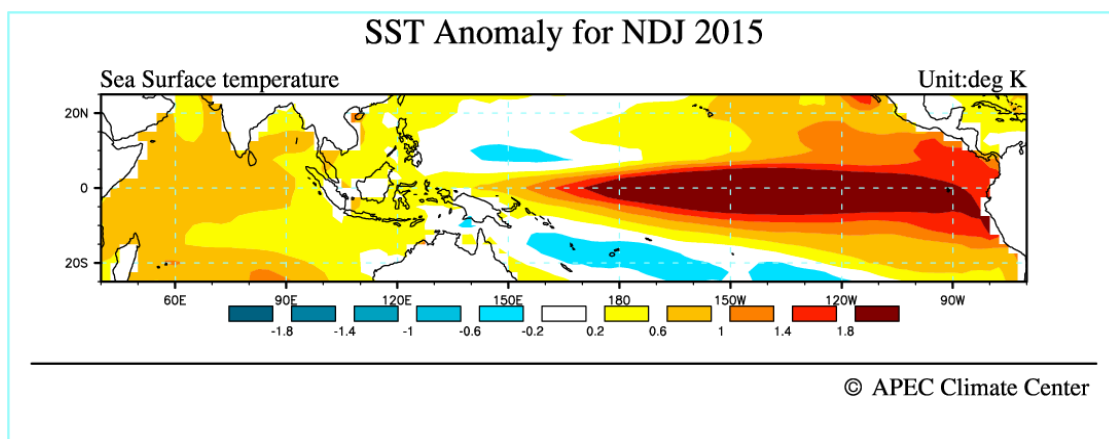 SST Anomaly for NDJ 2015
Sea Surface temperature Unit:deg K
20N
0
20S
60E 90E 120E 150E 180 150W 120W 90W
-1.8 -1.4 -1 -0.6 -0.2 0.2 0.6 1 1.4 1.8
© APEC Climate Center